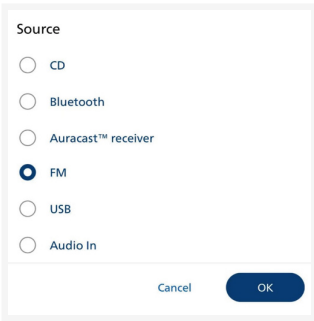 Source
CD
Bluetooth
Auracast™ receiver
FM
USB
Audio In
Cancel
OK